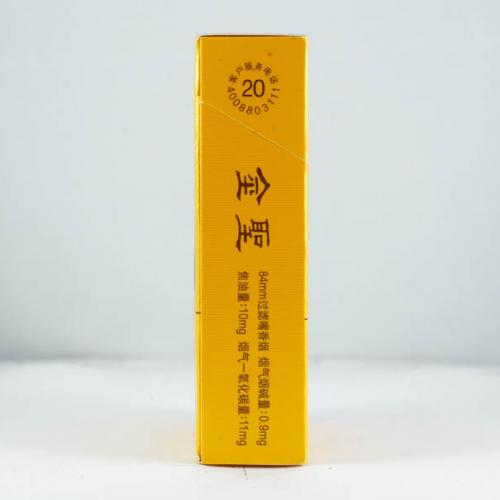 客户服务电话
20
4008803111
金聖
84mm过滤嘴香烟 烟气烟碱量:0.9mg
焦油量:10mg 烟气一氧化碳量:11mg